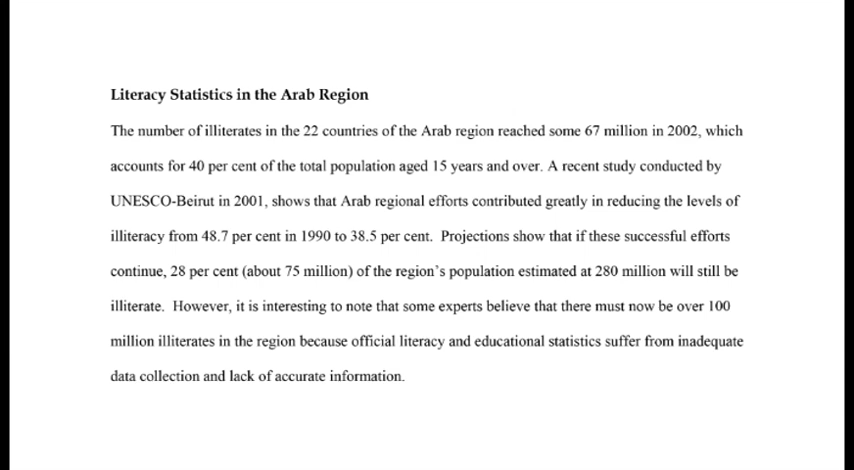 Literacy Statistics in the Arab Region
The number of illiterates in the 22 countries of the Arab region reached some 67 million in 2002, which
accounts for 40 per cent of the total population aged 15 years and over. A recent study conducted by
UNESCO-Beirut in 2001, shows that Arab regional efforts contributed greatly in reducing the levels of
illiteracy from 48.7 per cent in 1990 to 38.5 per cent.  Projections show that if these successful efforts
continue, 28 per cent (about 75 million) of the region's population estimated at 280 million will still be
illiterate.  However, it is interesting to note that some experts believe that there must now be over 100
million illiterates in the region because official literacy and educational statistics suffer from inadequate
data collection and lack of accurate information.